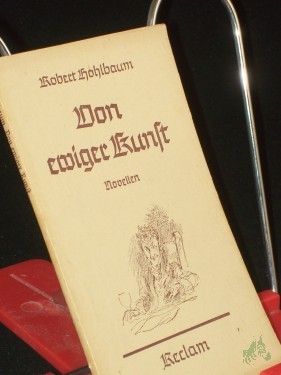 Robert Hohlbaum
Von
ewiger Kunst
Novellen
Reclam